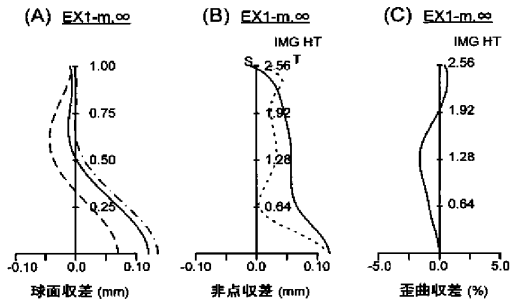 (A) EX1-m,∞
1.00
0.75
0.50
0.25
-0.10 0.0 0.10
球面収差 (mm)
(B) EX1-m,∞
IMG HT
S T
2.56
1.92
1.28
0.64
-0.10 0.0 0.10
非点収差 (mm)
(C) EX1-m,∞
IMG HT
2.56
1.92
1.28
0.64
-5.0 0.0 5.0
歪曲収差 (%)